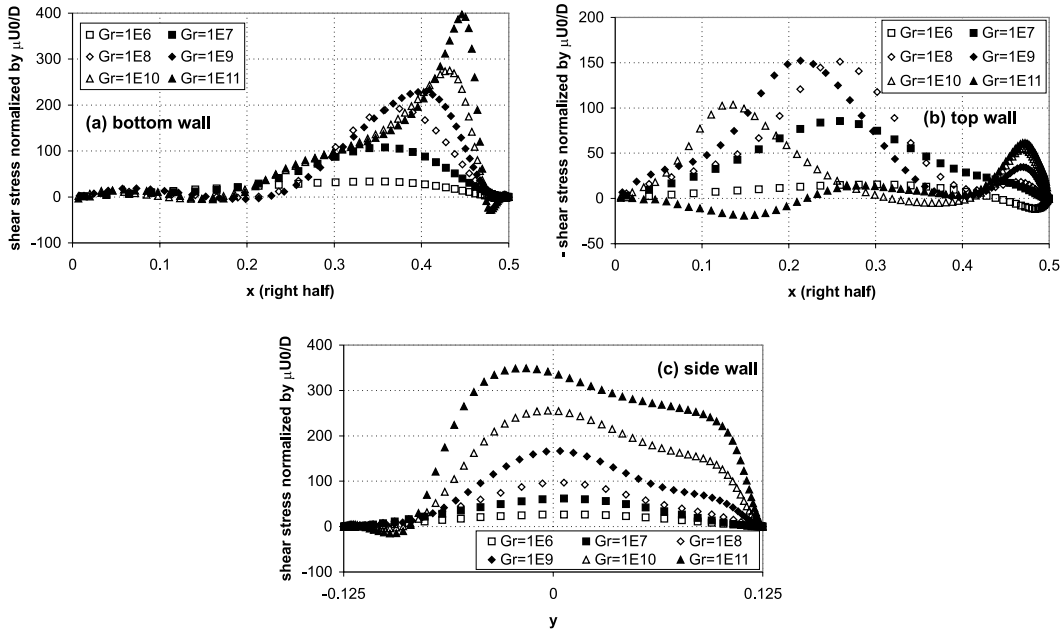 shear stress normalized by µU0/D
400
300
200
100
0
-100
Gr=1E6 Gr=1E7
Gr=1E8 Gr=1E9
Gr=1E10 Gr=1E11
(a) bottom wall
0 0.1 0.2 0.3 0.4 0.5
x (right half)
- shear stress normalized by µU0/D
200
150
100
50
0
-50
Gr=1E6 Gr=1E7
Gr=1E8 Gr=1E9
Gr=1E10 Gr=1E11
(b) top wall
0 0.1 0.2 0.3 0.4 0.5
x (right half)
shear stress normalized by µU0/D
400
300
200
100
0
-100
(c) side wall
Gr=1E6 Gr=1E7 Gr=1E8
Gr=1E9 Gr=1E10 Gr=1E11
-0.125 0 0.125
y